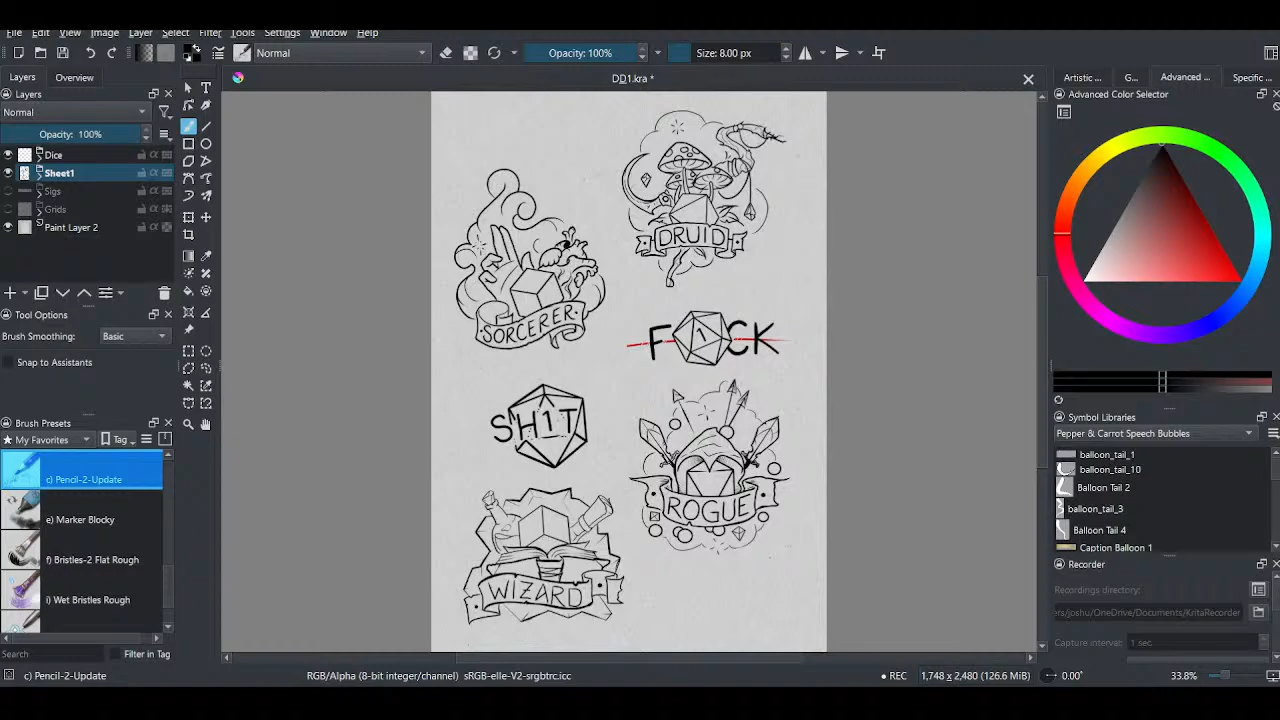 File Edit View Image Layer Select Filter Tools Settings Window Help
Normal Opacity: 100% Size: 8.00 px
Layers Overview DD1.kra * Artistic ... G... Advanced ... Specific ...
Layers
Normal
Opacity: 100%
Dice
Sheet1
Sigs
Grids
Paint Layer 2
Tool Options
Brush Smoothing: Basic
Snap to Assistants
Brush Presets
My Favorites Tag
c) Pencil-2-Update
e) Marker Blocky
f) Bristles-2 Flat Rough
i) Wet Bristles Rough
Search Filter in Tag
DRUID
SORCERER
F CK
SH1T
ROGUE
WIZARD
Advanced Color Selector
Symbol Libraries
Pepper & Carrot Speech Bubbles
balloon_tail_1
balloon_tail_10
Balloon Tail 2
balloon_tail_3
Balloon Tail 4
Caption Balloon 1
Recorder
Recordings directory:
ers/joshu/OneDrive/Documents/KritaRecorder
Capture interval: 1 sec
c) Pencil-2-Update RGB/Alpha (8-bit integer/channel) sRGB-elle-V2-srgbtrc.icc REC 1,748 x 2,480 (126.6 MiB) 0.00° 33.8%